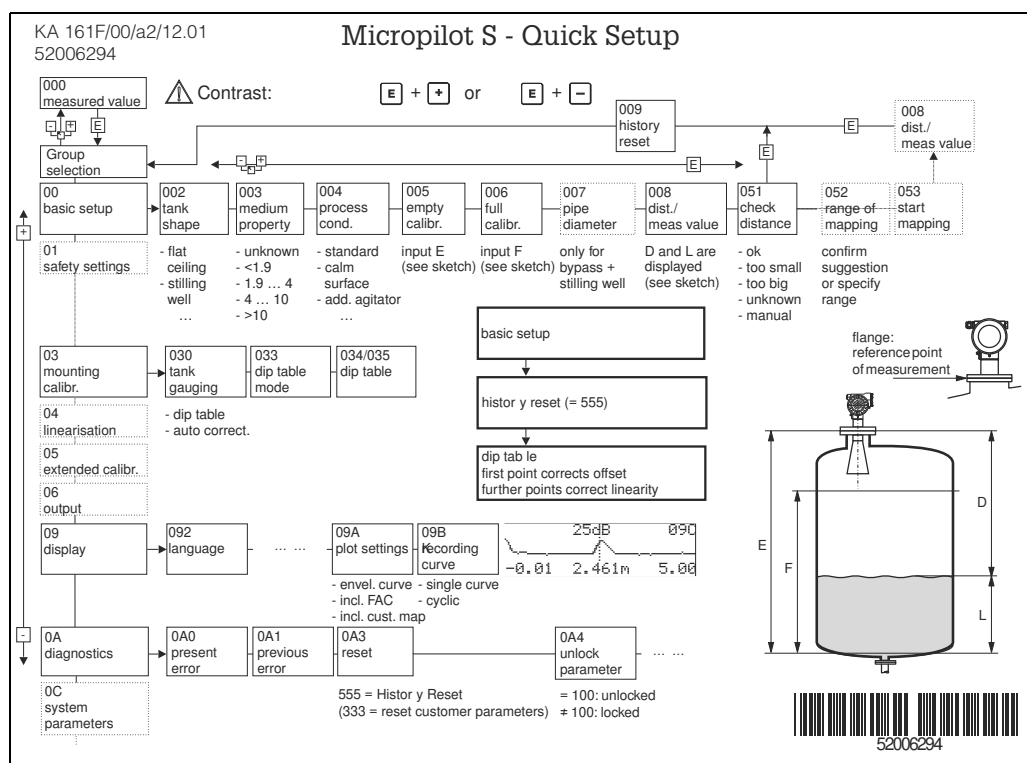 KA 161F/00/a2/12.01
52006294
Micropilot S - Quick Setup
000
measured value
Contrast:
E + + or E + −
- +
E
009
history
reset
E
008
dist./
meas value
Group
selection
- +
E
E
00
basic setup
002
tank
shape
003
medium
property
004
process
cond.
005
empty
calibr.
006
full
calibr.
007
pipe
diameter
008
dist./
meas value
051
check
distance
052
range of
mapping
053
start
mapping
+
01
safety settings
- flat
ceiling
- stilling
well
...
- unknown
- <1.9
- 1.9 ... 4
- 4 ... 10
- >10
- standard
- calm
surface
- add. agitator
...
input E
(see sketch)
input F
(see sketch)
only for
bypass +
stilling well
D and L are
displayed
(see sketch)
- ok
- too small
- too big
- unknown
- manual
confirm
suggestion
or specify
range
basic setup
histor y reset (= 555)
dip tab le
first point corrects offset
further points correct linearity
flange:
reference point
of measurement
03
mounting
calibr.
030
tank
gauging
033
dip table
mode
034/035
dip table
- dip table
- auto correct.
04
linearisation
05
extended calibr.
06
output
09
display
092
language
... ...
09A
plot settings
09B
recording
curve
25dB 09C
-0.01 2.461m 5.00
- envel. curve
- incl. FAC
- incl. cust. map
- single curve
- cyclic
E
F
D
L
-
0A
diagnostics
0A0
present
error
0A1
previous
error
0A3
reset
0A4
unlock
parameter
... ...
555 = Histor y Reset
(333 = reset customer parameters)
= 100: unlocked
≠ 100: locked
0C
system
parameters
52006294